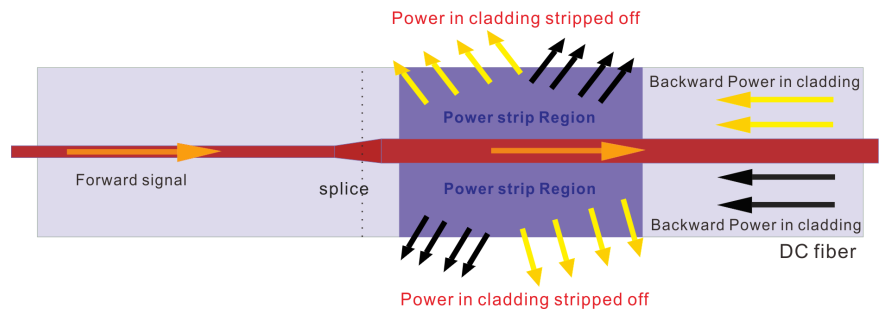 Power in cladding stripped off
Backward Power in cladding
Power strip Region
Forward signal
splice
Power strip Region
Backward Power in cladding
DC fiber
Power in cladding stripped off